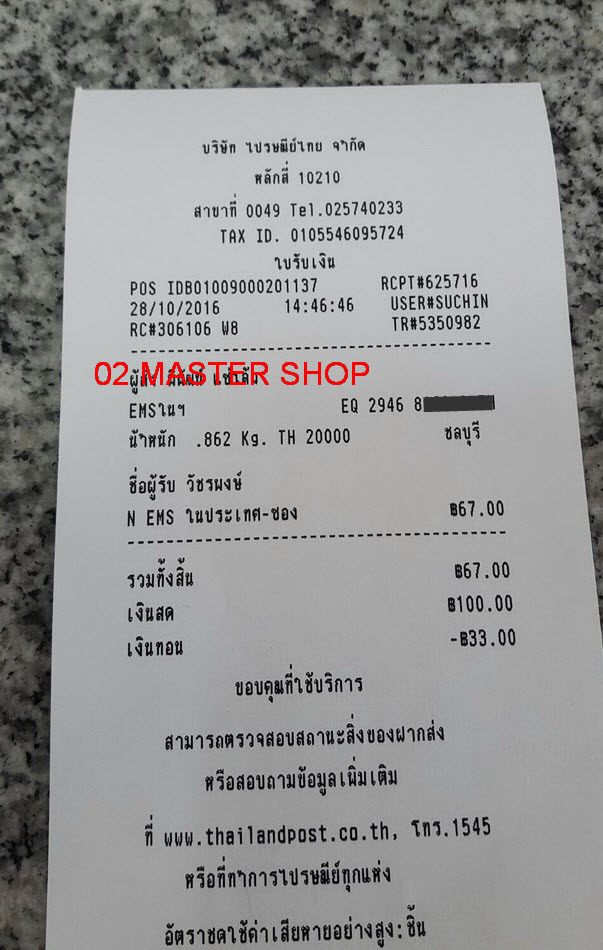 บริษัท ไปรษณีย์ไทย จำกัด
หลักสี่ 10210
สาขาที่ 0049 Tel.025740233
TAX ID. 0105546095724
ใบรับเงิน
POS IDB01009000201137 RCPT#625716
28/10/2016 14:46:46 USER#SUCHIN
RC#306106 W8 TR#5350982
02 MASTER SHOP
EMSในฯ EQ 2946 8
น้ำหนัก .862 Kg. TH 20000 ชลบุรี
ชื่อผู้รับ วัชรพงษ์
N EMS ในประเทศ-ซอง ฿67.00
รวมทั้งสิ้น ฿67.00
เงินสด ฿100.00
เงินทอน -฿33.00
ขอบคุณที่ใช้บริการ
สามารถตรวจสอบสถานะสิ่งของฝากส่ง
หรือสอบถามข้อมูลเพิ่มเติม
ที่ www.thailandpost.co.th, โทร.1545
หรือที่ทำการไปรษณีย์ทุกแห่ง
อัตราชดใช้ค่าเสียหายอย่างสูง:ชิ้น